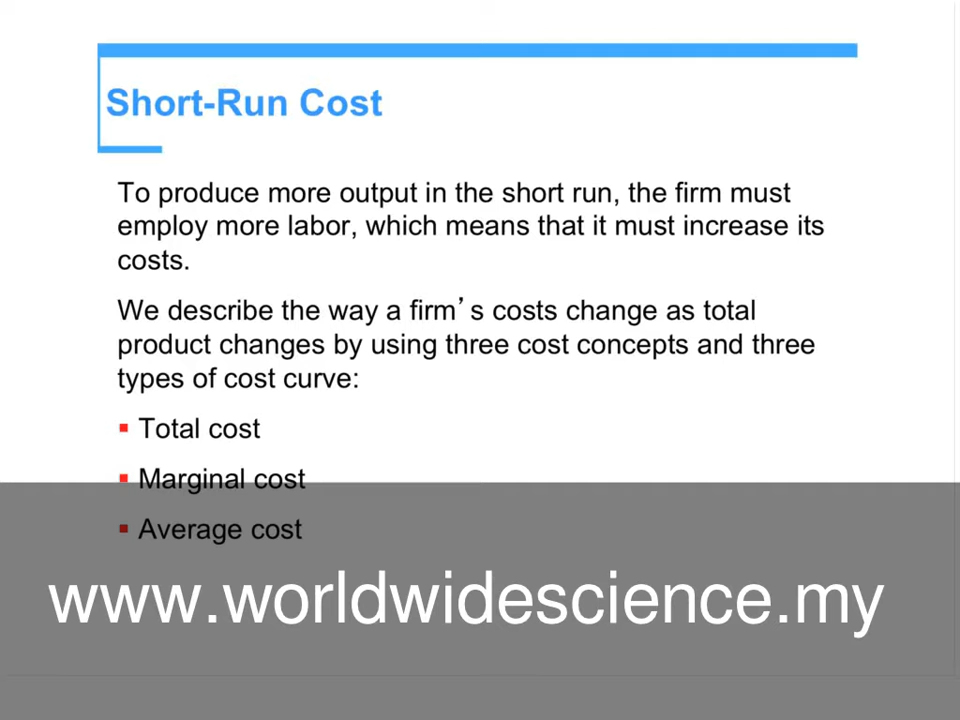 Short-Run Cost
To produce more output in the short run, the firm must
employ more labor, which means that it must increase its
costs.
We describe the way a firm’s costs change as total
product changes by using three cost concepts and three
types of cost curve:
▪ Total cost
▪ Marginal cost
▪ Average cost
www.worldwidescience.my